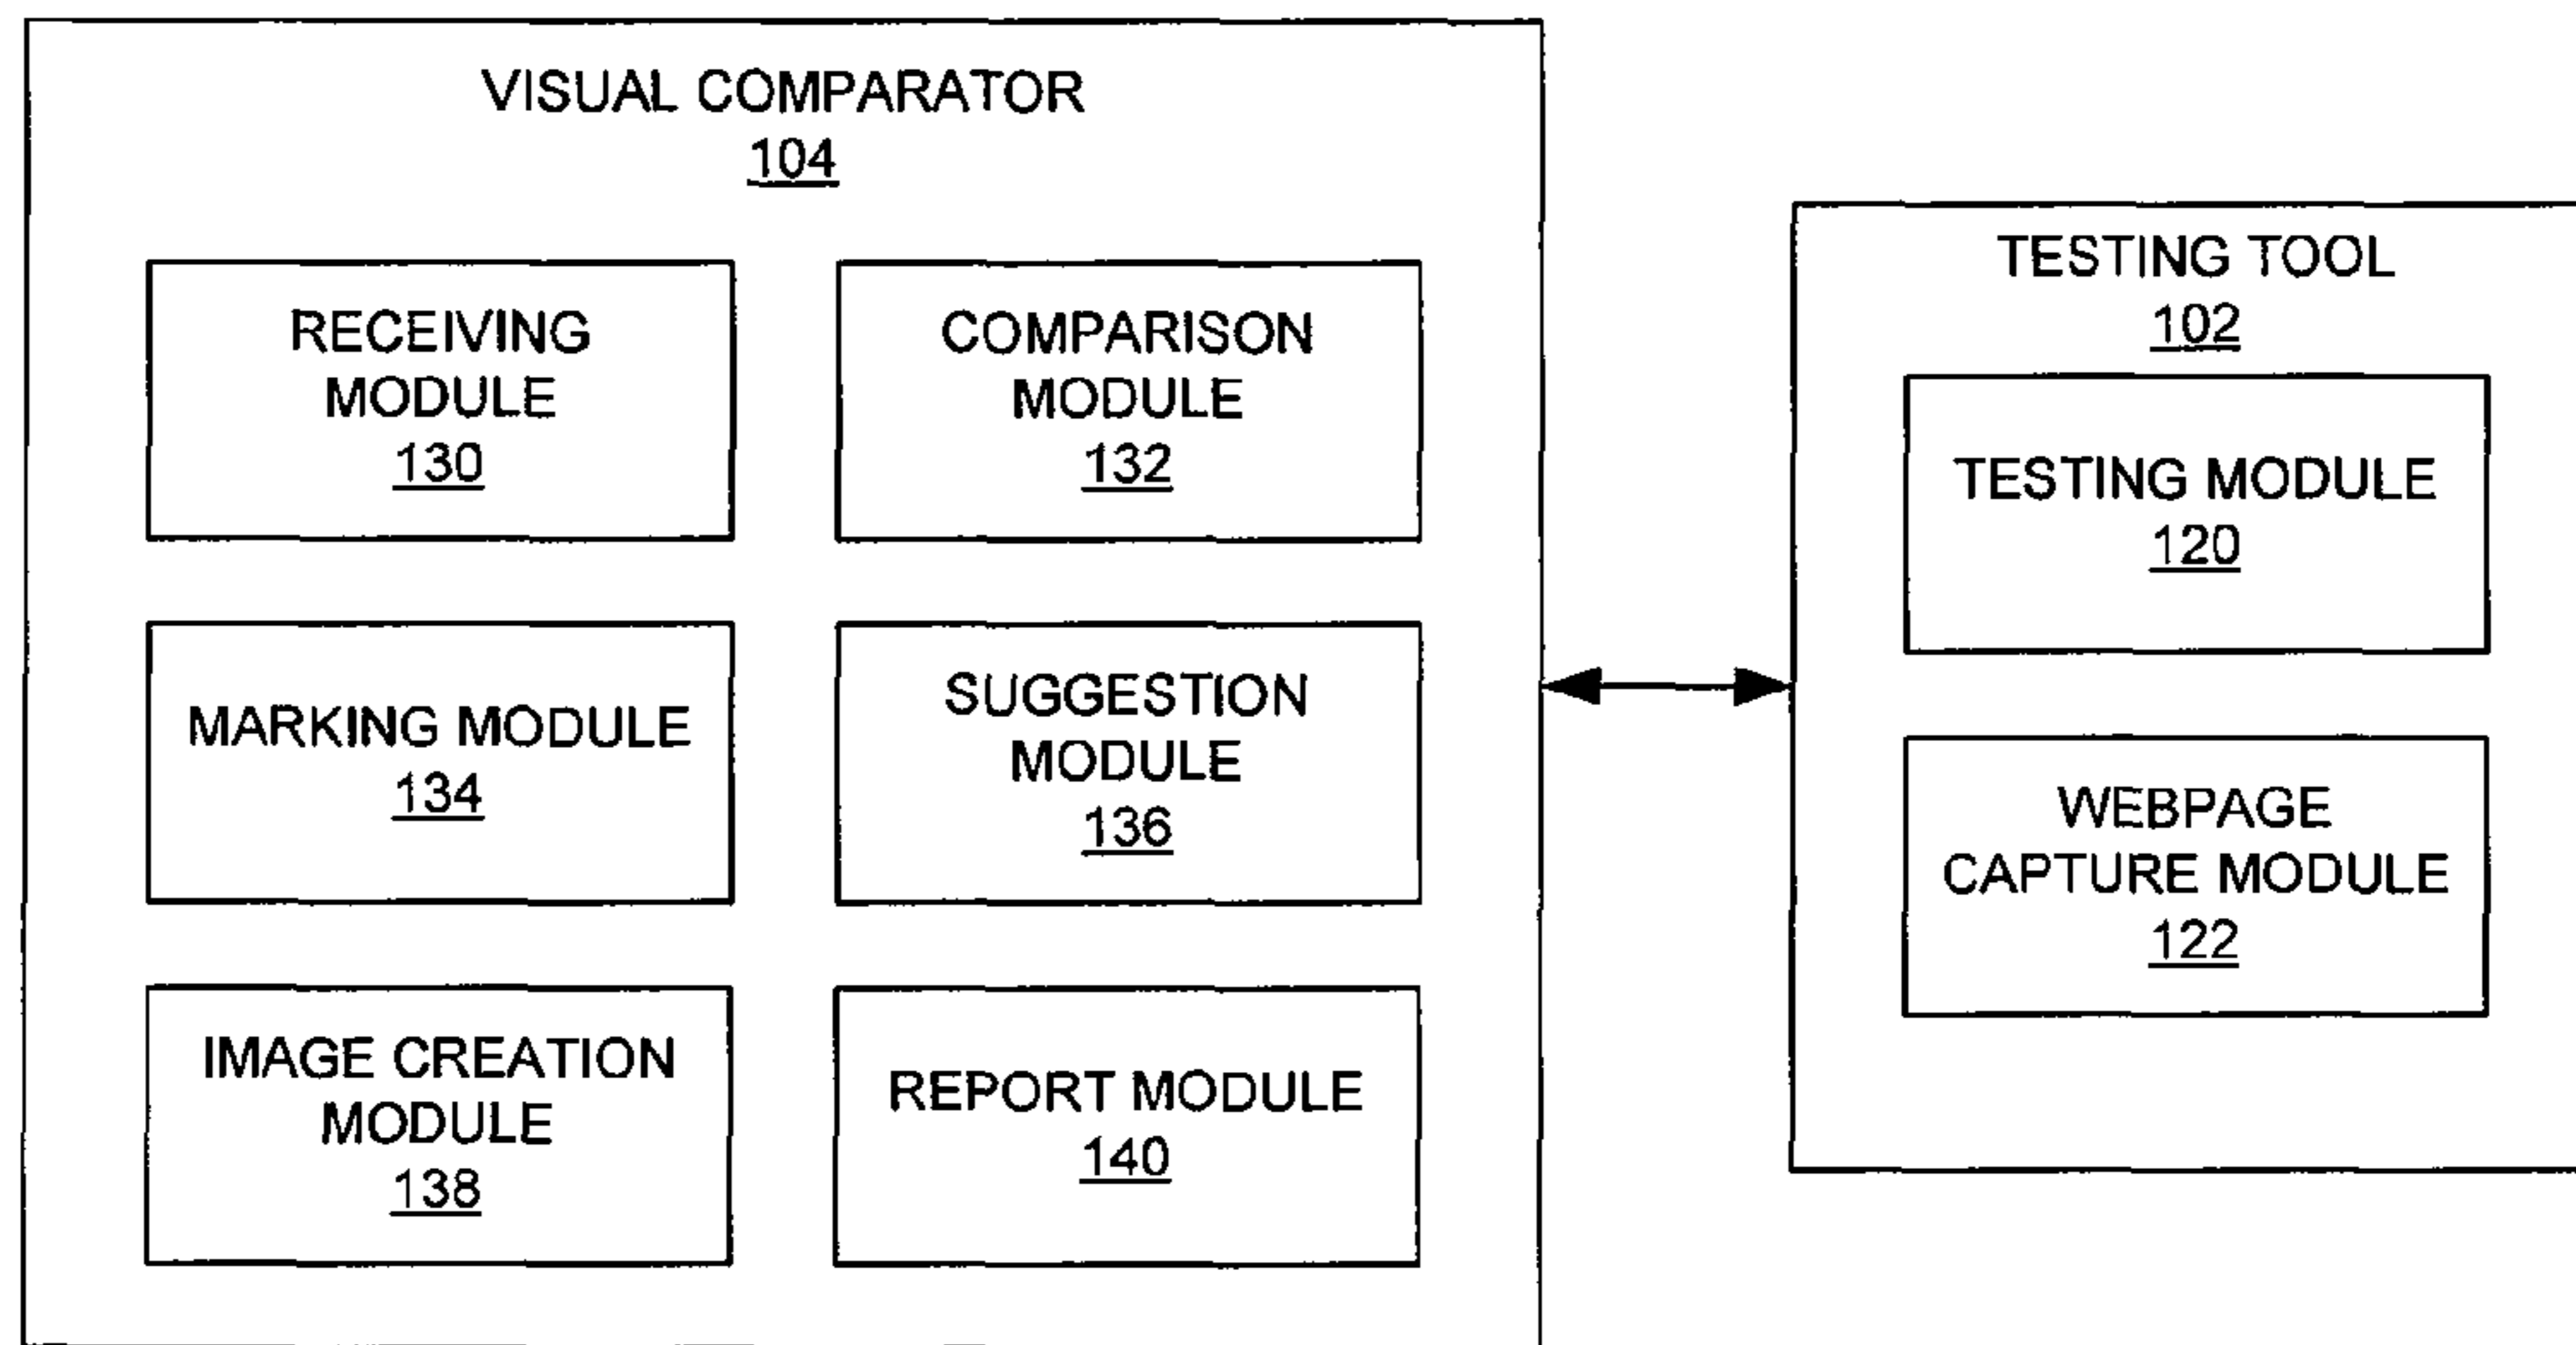 VISUAL COMPARATOR
104
RECEIVING
MODULE
130
COMPARISON
MODULE
132
MARKING MODULE
134
SUGGESTION
MODULE
136
IMAGE CREATION
MODULE
138
REPORT MODULE
140
TESTING TOOL
102
TESTING MODULE
120
WEBPAGE
CAPTURE MODULE
122